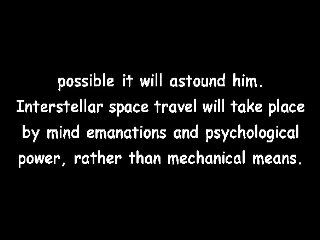 possible it will astound him.
Interstellar space travel will take place
by mind emanations and psychological
power, rather than mechanical means.